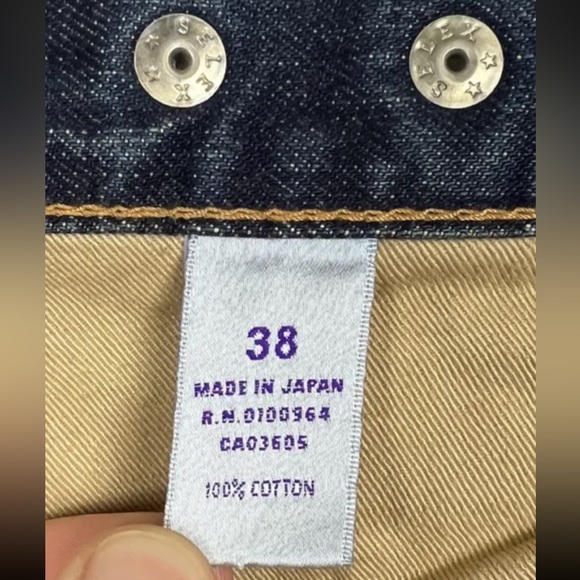 SELEX
SELEX
38
MADE IN JAPAN
R.N.0100964
CA03605
100% COTTON